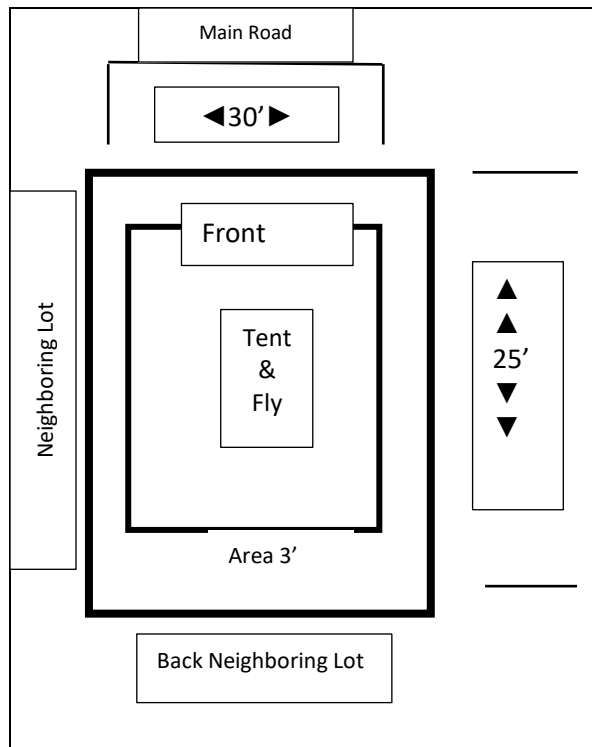 Main Road
◄30’►
Front
Neighboring Lot
Tent
&
Fly
▲
▲
25’
▼
▼
Area 3’
Back Neighboring Lot